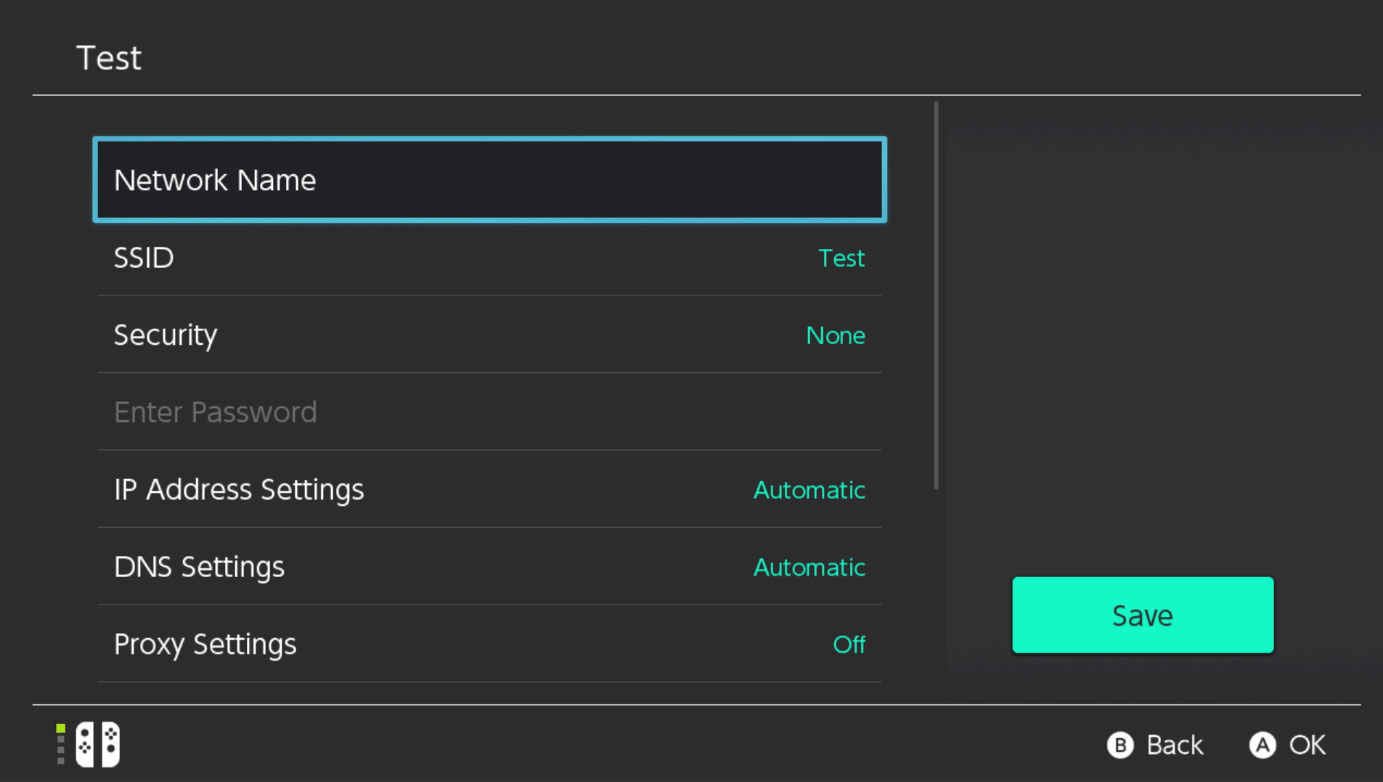 Test
Network Name
SSID Test
Security None
Enter Password
IP Address Settings Automatic
DNS Settings Automatic
Proxy Settings Off
Save
B Back A OK